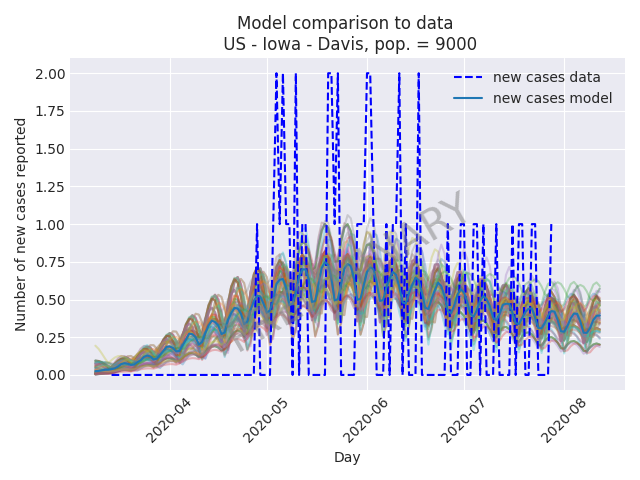 Model comparison to data
US - Iowa - Davis, pop. = 9000
new cases data
new cases model
Number of new cases reported
2.00
1.75
1.50
1.25
1.00
0.75
0.50
0.25
0.00
2020-04
2020-05
2020-06
2020-07
2020-08
Day